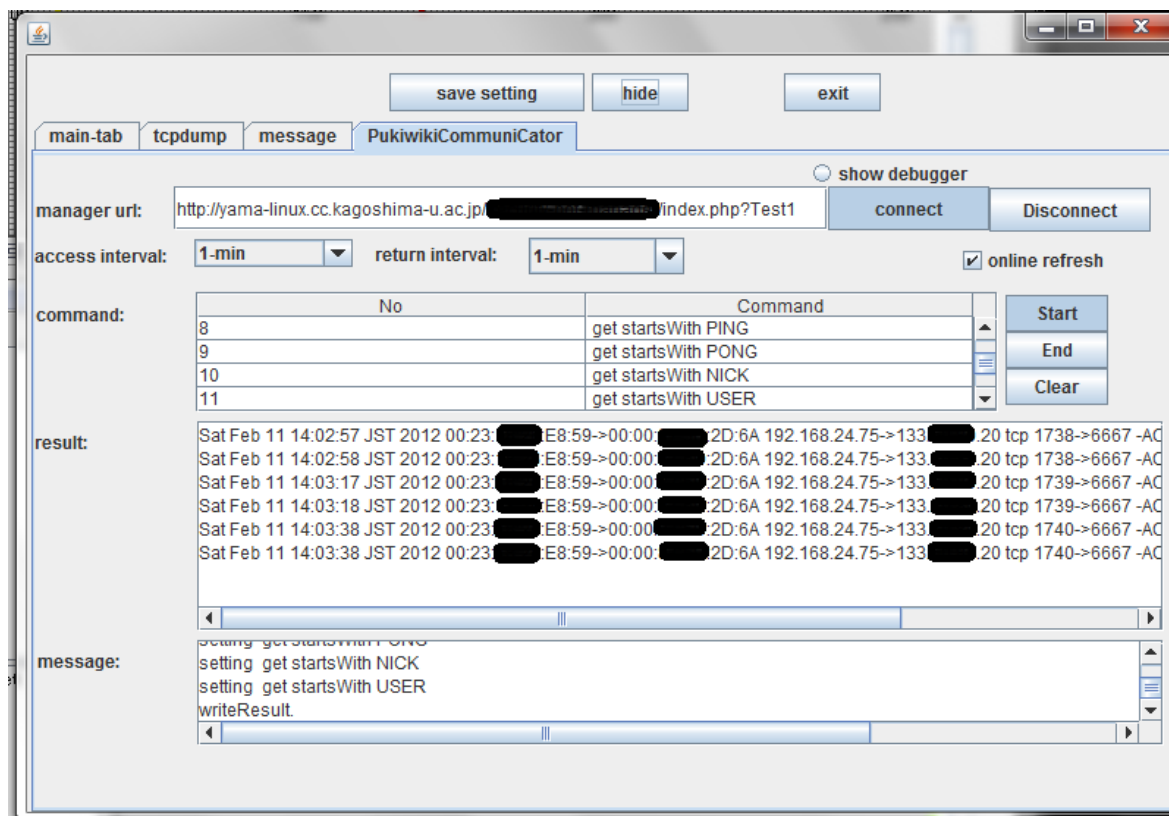 save setting hide exit
main-tab tcpdump message PukiwikiCommuniCator
show debugger
manager url: http://yama-linux.cc.kagoshima-u.ac.jp/ /index.php?Test1 connect Disconnect
access interval: 1-min return interval: 1-min online refresh
command: No Command Start
8 get startsWith PING
9 get startsWith PONG End
10 get startsWith NICK Clear
11 get startsWith USER
result: Sat Feb 11 14:02:57 JST 2012 00:23: :E8:59->00:00: :2D:6A 192.168.24.75->133. .20 tcp 1738->6667 -AC
Sat Feb 11 14:02:58 JST 2012 00:23: :E8:59->00:00: :2D:6A 192.168.24.75->133. .20 tcp 1738->6667 -AC
Sat Feb 11 14:03:17 JST 2012 00:23: :E8:59->00:00: :2D:6A 192.168.24.75->133. .20 tcp 1739->6667 -AC
Sat Feb 11 14:03:18 JST 2012 00:23: :E8:59->00:00: :2D:6A 192.168.24.75->133. .20 tcp 1739->6667 -AC
Sat Feb 11 14:03:38 JST 2012 00:23: :E8:59->00:00 :2D:6A 192.168.24.75->133. .20 tcp 1740->6667 -AC
Sat Feb 11 14:03:38 JST 2012 00:23: :E8:59->00:00: :2D:6A 192.168.24.75->133. .20 tcp 1740->6667 -AC
setting get startsWith PONG
message: setting get startsWith NICK
setting get startsWith USER
writeResult.